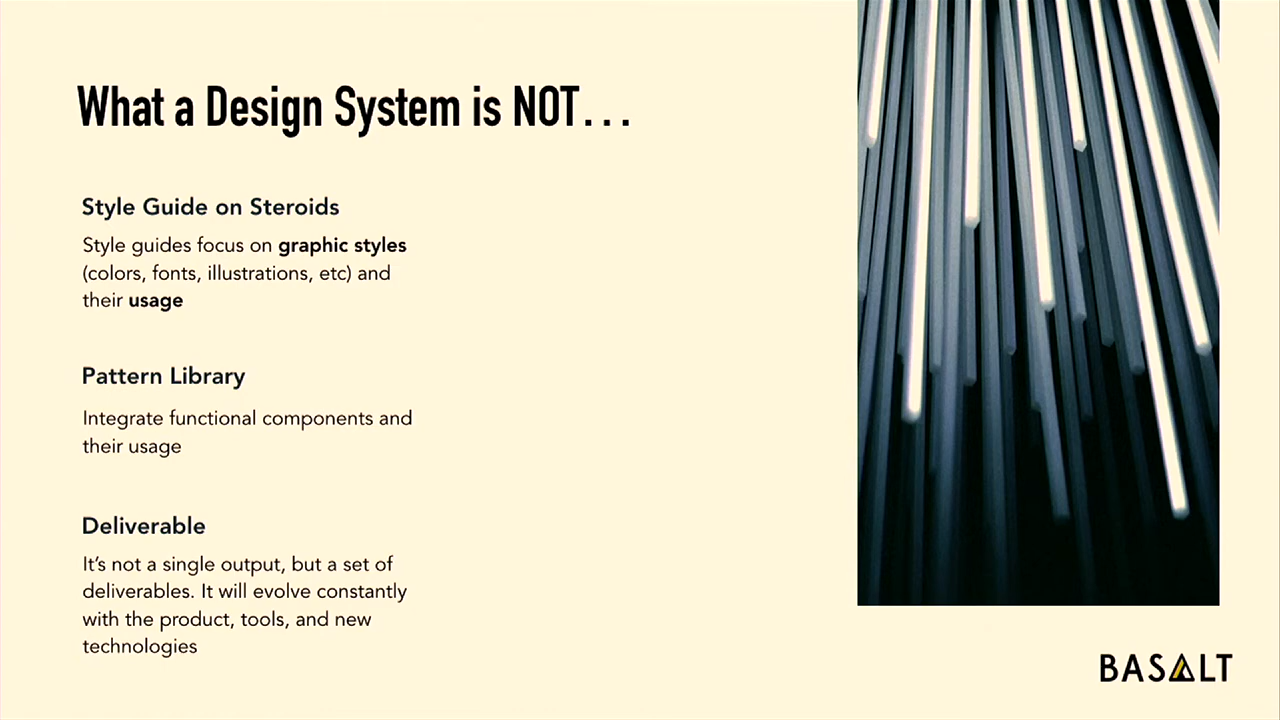 What a Design System is NOT...
Style Guide on Steroids
Style guides focus on graphic styles
(colors, fonts, illustrations, etc) and
their usage
Pattern Library
Integrate functional components and
their usage
Deliverable
It's not a single output, but a set of
deliverables. It will evolve constantly
with the product, tools, and new
technologies
BASALT